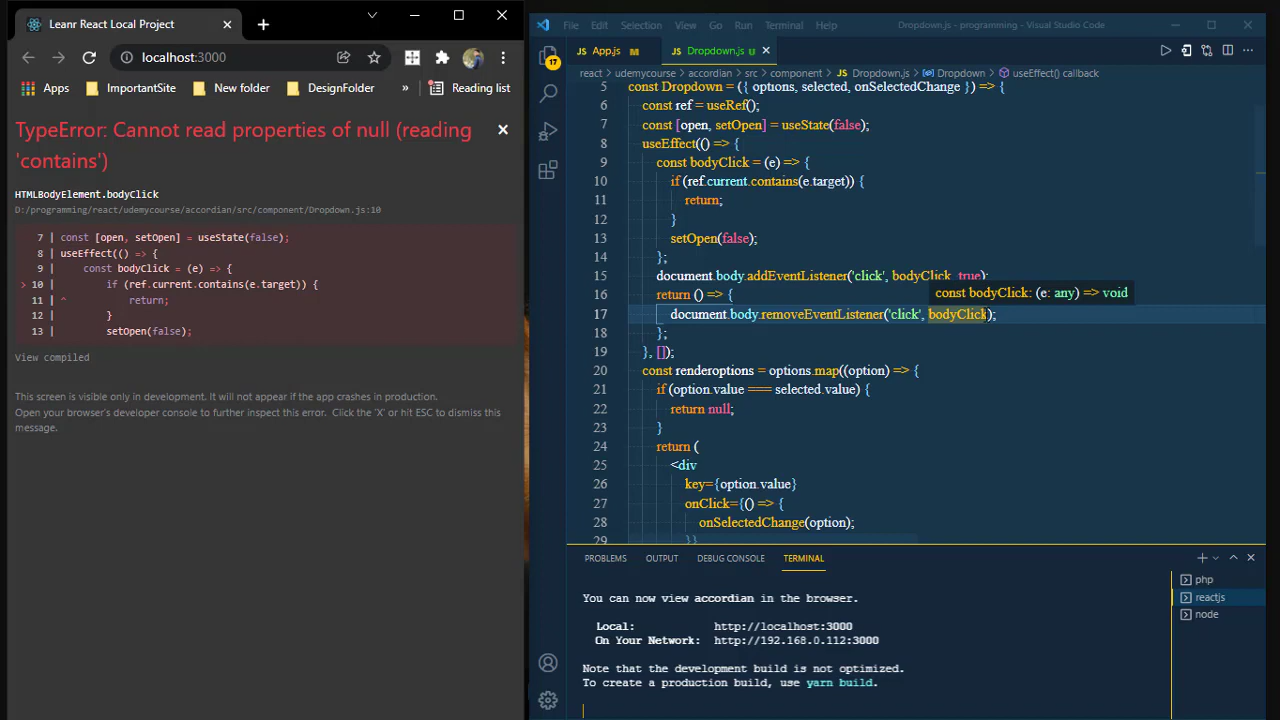 Leanr React Local Project
localhost:3000
Apps
ImportantSite
New folder
DesignFolder
»
Reading list
TypeError: Cannot read properties of null (reading
'contains')
HTMLBodyElement.bodyClick
D:/programming/react/udemycourse/accordian/src/component/Dropdown.js:10
7 | const [open, setOpen] = useState(false);
8 | useEffect(() => {
9 | const bodyClick = (e) => {
> 10 | if (ref.current.contains(e.target)) {
11 | ^ return;
12 | }
13 | setOpen(false);
View compiled
This screen is visible only in development. It will not appear if the app crashes in production.
Open your browser's developer console to further inspect this error. Click the 'X' or hit ESC to dismiss this
message.
File Edit Selection View Go Run Terminal Help
Dropdown.js - programming - Visual Studio Code
17
App.js M
Dropdown.js U
react > udemycourse > accordian > src > component > Dropdown.js > Dropdown > useEffect() callback
5 const Dropdown = ({ options, selected, onSelectedChange }) => {
6 const ref = useRef();
7 const [open, setOpen] = useState(false);
8 useEffect(() => {
9 const bodyClick = (e) => {
10 if (ref.current.contains(e.target)) {
11 return;
12 }
13 setOpen(false);
14 };
15 document.body.addEventListener('click', bodyClick, true);
16 return () => {
const bodyClick: (e: any) => void
17 document.body.removeEventListener('click', bodyClick);
18 };
19 }, []);
20 const renderoptions = options.map((option) => {
21 if (option.value === selected.value) {
22 return null;
23 }
24 return (
25 <div
26 key={option.value}
27 onClick={() => {
28 onSelectedChange(option);
29 }}
PROBLEMS OUTPUT DEBUG CONSOLE TERMINAL
php
reactjs
node
You can now view accordian in the browser.
Local: http://localhost:3000
On Your Network: http://192.168.0.112:3000
Note that the development build is not optimized.
To create a production build, use yarn build.